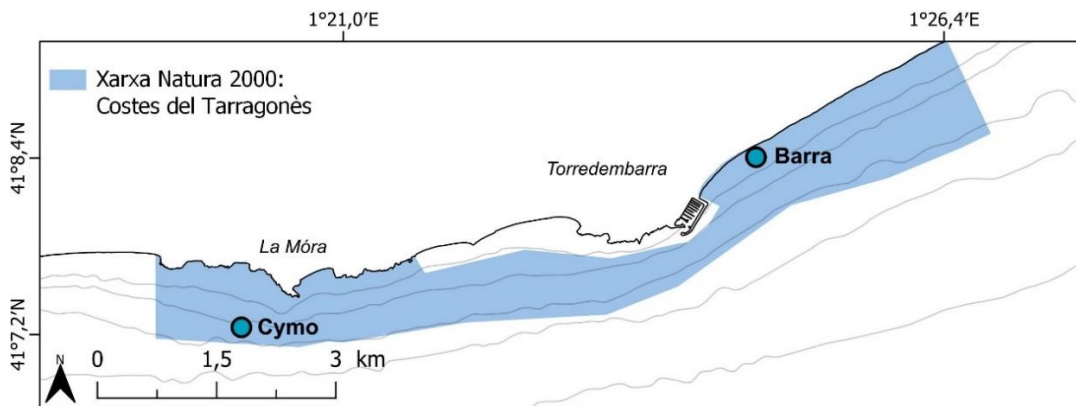 1°21,0'E
1°26,4'E
Xarxa Natura 2000:
Costes del Tarragonès
41°8,4'N
Barra
Torredembarra
La Móra
41°7,2'N
Cymo
N
0 1,5 3 km